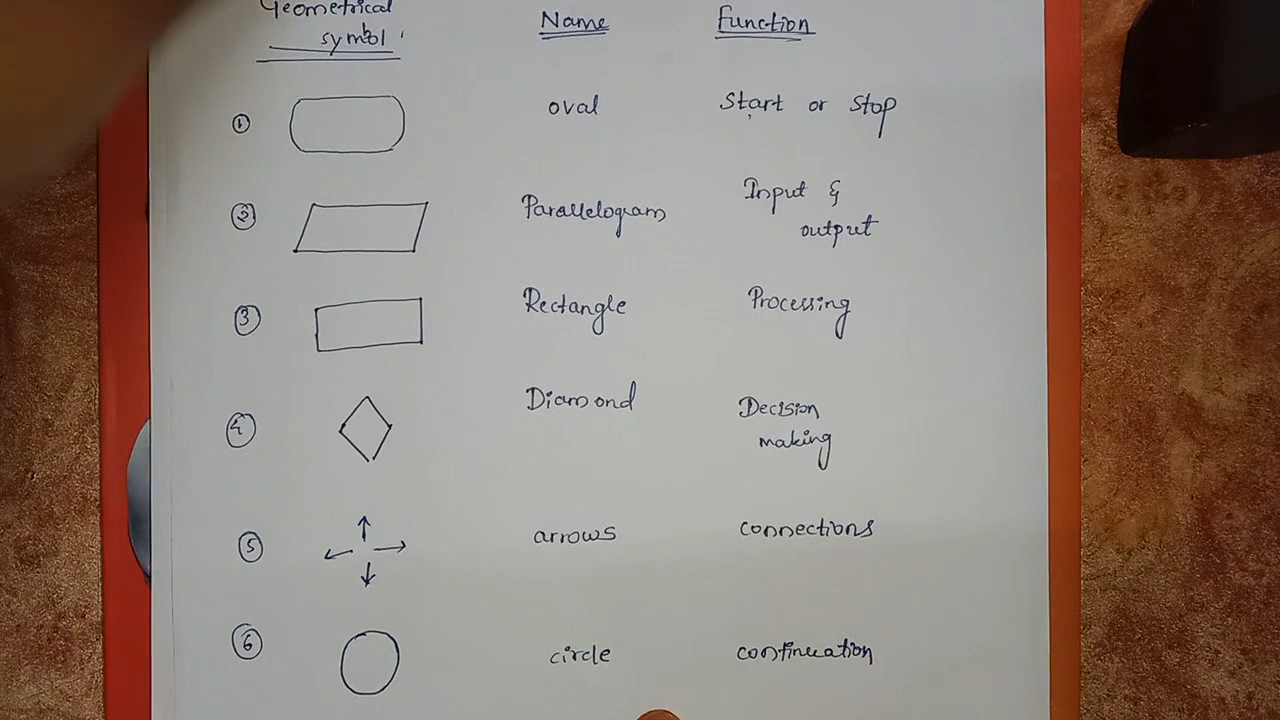 Geometrical symbol Name Function
① oval Start or Stop
② Parallelogram Input & output
③ Rectangle Processing
④ Diamond Decision making
⑤ arrows connections
⑥ circle continuation